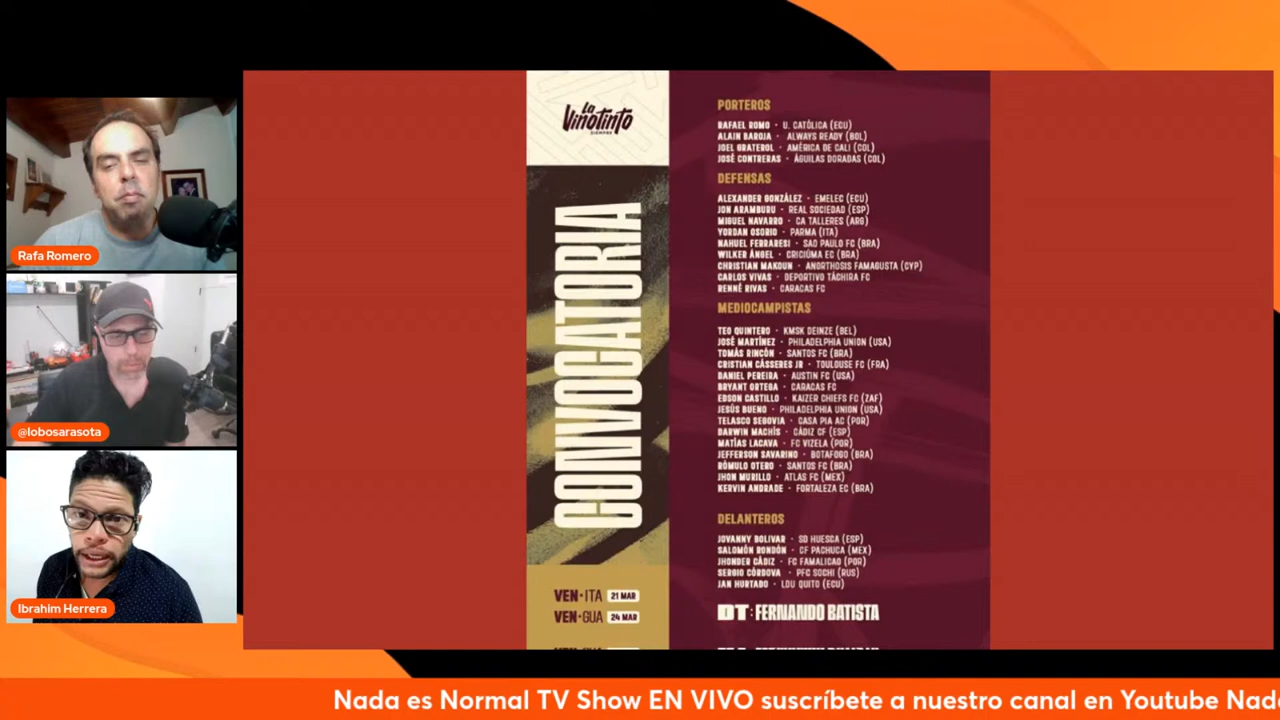 Rafa Romero
@lobosarasota
Ibrahim Herrera
La
Vinotinto
SIEMPRE
CONVOCATORIA
VEN·ITA 21 MAR
VEN·GUA 24 MAR
PORTEROS
RAFAEL ROMO · U. CATÓLICA (ECU)
ALAIN BAROJA · ALWAYS READY (BOL)
JOEL GRATEROL · AMÉRICA DE CALI (COL)
JOSÉ CONTRERAS · ÁGUILAS DORADAS (COL)
DEFENSAS
ALEXANDER GONZÁLEZ · EMELEC (ECU)
JON ARAMBURU · REAL SOCIEDAD (ESP)
MIGUEL NAVARRO · CA TALLERES (ARG)
YORDAN OSORIO · PARMA (ITA)
NAHUEL FERRARESI · SAO PAULO FC (BRA)
WILKER ÁNGEL · CRICIÚMA EC (BRA)
CHRISTIAN MAKOUN · ANORTHOSIS FAMAGUSTA (CYP)
CARLOS VIVAS · DEPORTIVO TÁCHIRA FC
RENNÉ RIVAS · CARACAS FC
MEDIOCAMPISTAS
TEO QUINTERO · KMSK DEINZE (BEL)
JOSÉ MARTÍNEZ · PHILADELPHIA UNION (USA)
TOMÁS RINCÓN · SANTOS FC (BRA)
CRISTIAN CÁSSERES JR · TOULOUSE FC (FRA)
DANIEL PEREIRA · AUSTIN FC (USA)
BRYANT ORTEGA · CARACAS FC
EDSON CASTILLO · KAIZER CHIEFS FC (ZAF)
JESÚS BUENO · PHILADELPHIA UNION (USA)
TELASCO SEGOVIA · CASA PIA AC (POR)
DARWIN MACHÍS · CÁDIZ CF (ESP)
MATÍAS LACAVA · FC VIZELA (POR)
JEFFERSON SAVARINO · BOTAFOGO (BRA)
RÓMULO OTERO · SANTOS FC (BRA)
JHON MURILLO · ATLAS FC (MEX)
KERVIN ANDRADE · FORTALEZA EC (BRA)
DELANTEROS
JOVANNY BOLIVAR · SD HUESCA (ESP)
SALOMÓN RONDÓN · CF PACHUCA (MEX)
JHONDER CÁDIZ · FC FAMALICAO (POR)
SERGIO CÓRDOVA · PFC SOCHI (RUS)
JAN HURTADO · LDU QUITO (ECU)
DT: FERNANDO BATISTA
Nada es Normal TV Show EN VIVO suscríbete a nuestro canal en Youtube Nad